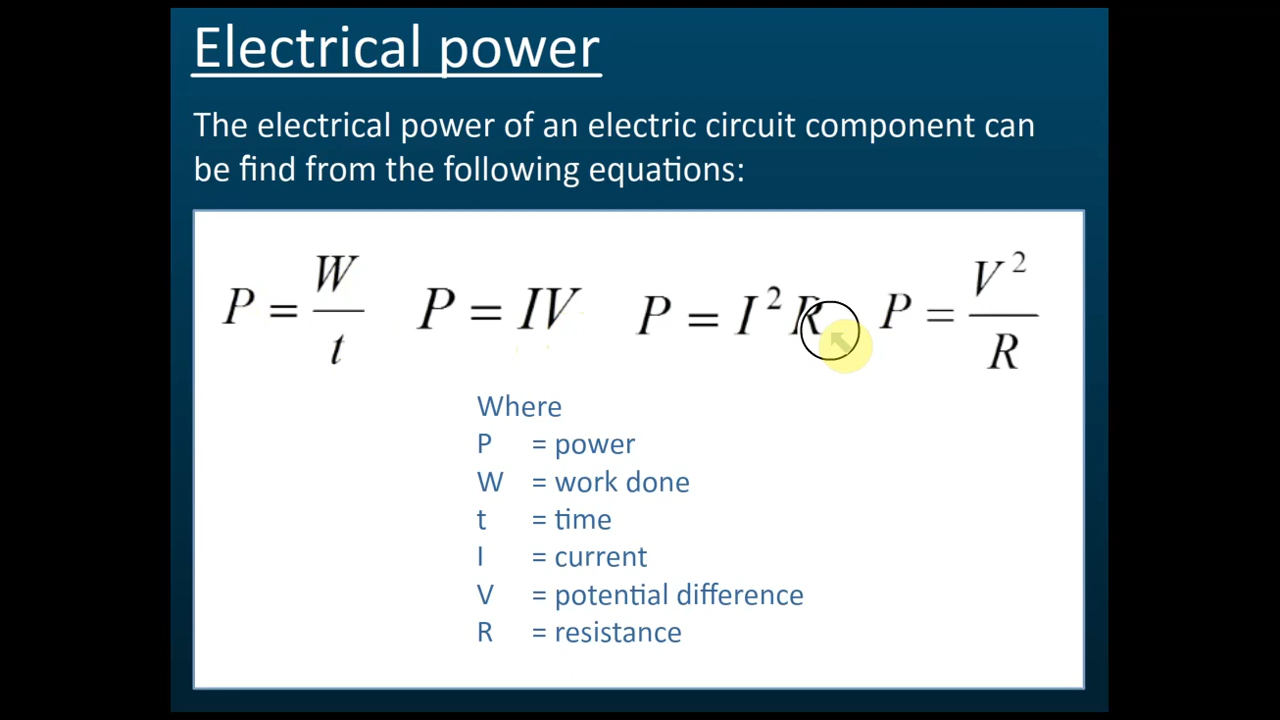 Electrical power
The electrical power of an electric circuit component can
be find from the following equations:
P = W/t P = IV P = I²R P = V²/R
Where
P = power
W = work done
t = time
I = current
V = potential difference
R = resistance